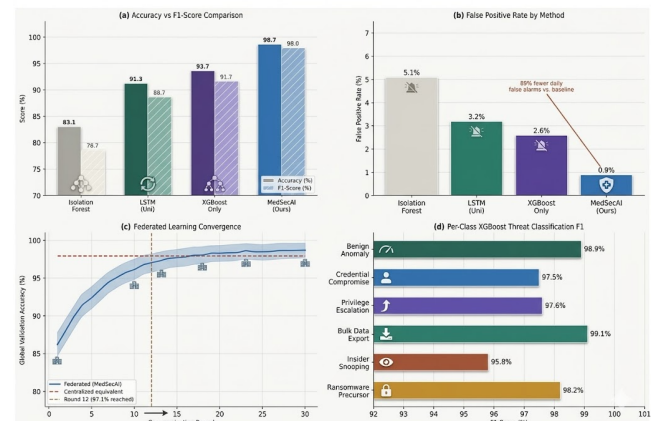 (a) Accuracy vs F1-Score Comparison
100
95
90
85
80
75
70
Score (%)
83.1
78.7
91.3
88.7
93.7
91.7
98.7
98.0
Accuracy (%)
F1-Score (%)
Isolation
Forest
LSTM
(Uni)
XGBoost
Only
MedSecAI
(Ours)
(b) False Positive Rate by Method
7
6
5
4
3
2
1
0
False Positive Rate (%)
5.1%
3.2%
2.6%
0.9%
89% fewer daily
false alarms vs. baseline
Isolation
Forest
LSTM
(Uni)
XGBoost
Only
MedSecAI
(Ours)
(c) Federated Learning Convergence
100
95
90
85
80
Global Validation Accuracy (%)
Federated (MedSecAI)
Centralized equivalent
Round 12 (97.1% reached)
0 5 10 15 20 25 30
(d) Per-Class XGBoost Threat Classification F1
Benign
Anomaly
98.9%
Credential
Compromise
97.5%
Privilege
Escalation
97.6%
Bulk Data
Export
99.1%
Insider
Snooping
95.8%
Ransomware
Precursor
98.2%
92 93 94 95 96 97 98 99 100 101